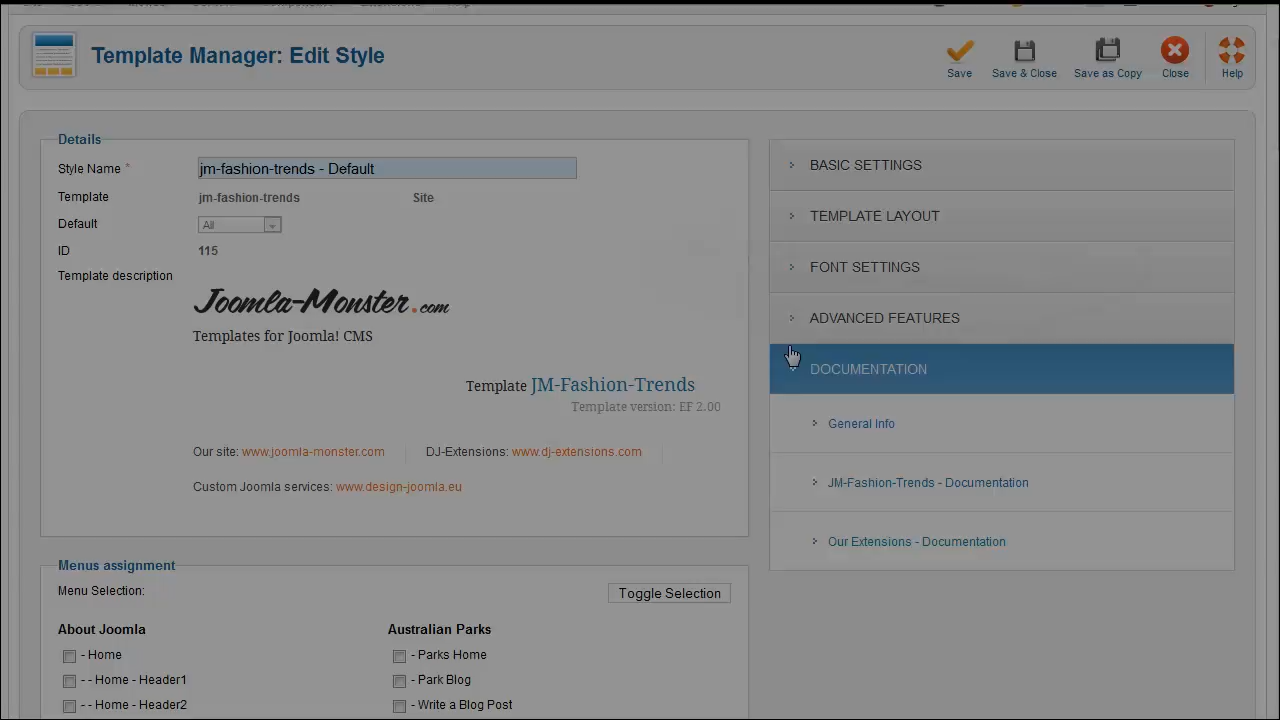 Template Manager: Edit Style
Save
Save & Close
Save as Copy
Close
Help
Details
Style Name *
jm-fashion-trends - Default
Template
jm-fashion-trends
Site
Default
All
ID
115
Template description
Joomla-Monster.com
Templates for Joomla! CMS
Template JM-Fashion-Trends
Template version: EF 2.00
Our site: www.joomla-monster.com
DJ-Extensions: www.dj-extensions.com
Custom Joomla services: www.design-joomla.eu
Menus assignment
Menu Selection:
Toggle Selection
About Joomla
- Home
- - Home - Header1
- - Home - Header2
Australian Parks
- Parks Home
- Park Blog
- Write a Blog Post
BASIC SETTINGS
TEMPLATE LAYOUT
FONT SETTINGS
ADVANCED FEATURES
DOCUMENTATION
General Info
JM-Fashion-Trends - Documentation
Our Extensions - Documentation